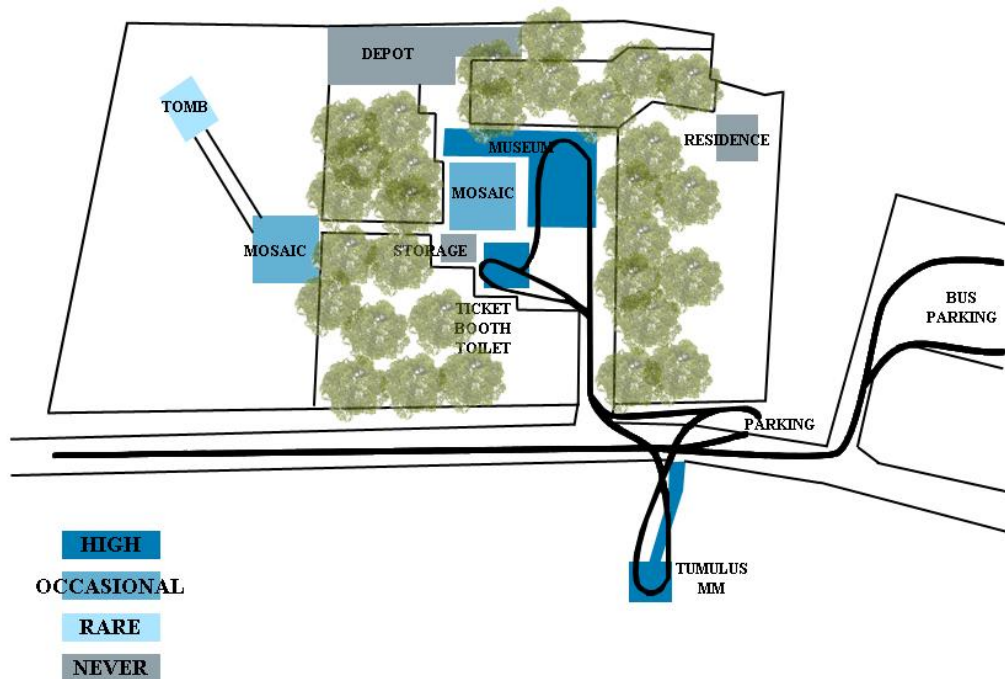 DEPOT
TOMB
MUSEUM
RESIDENCE
MOSAIC
MOSAIC
STORAGE
TICKET
BOOTH
TOILET
BUS
PARKING
PARKING
TUMULUS
MM
HIGH
OCCASIONAL
RARE
NEVER